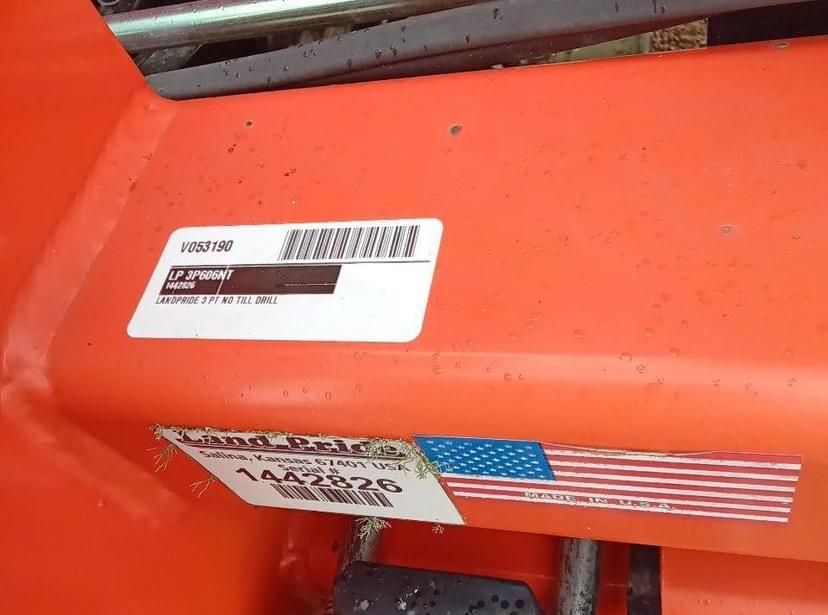 V053190
LP 3P606NT
1442826
LANDPRIDE 3 PT NO TILL DRILL
Land Pride
Salina, Kansas 67401 USA
Serial #
1442826
MADE IN U.S.A.